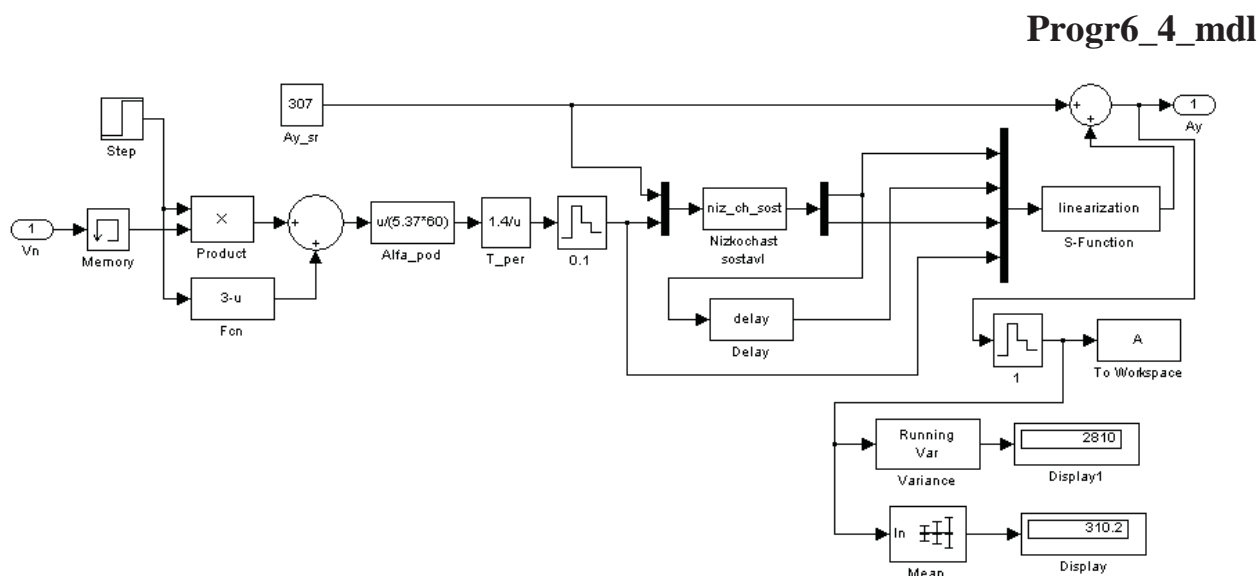 Progr6_4_mdl
Step
307
Ay_sr
1
Vn
Memory
×
Product
3-u
Fcn
+
+
u/(5.37*60)
Alfa_pod
1.4/u
T_per
0.1
niz_ch_sost
Nizkochast
sostavl
delay
Delay
linearization
S-Function
+
+
1
Ay
1
A
To Workspace
Running
Var
Variance
2810
Display1
In
Mean
310.2
Display